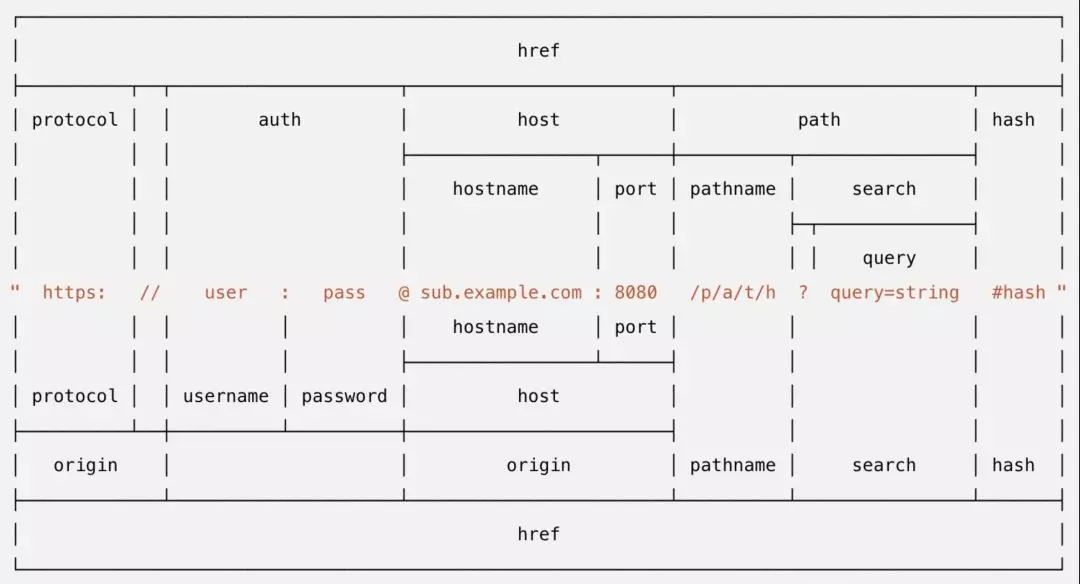 href
protocol auth host path hash
hostname port pathname search
query
" https: // user : pass @ sub.example.com : 8080 /p/a/t/h ? query=string #hash "
hostname port
protocol username password host
origin origin pathname search hash
href